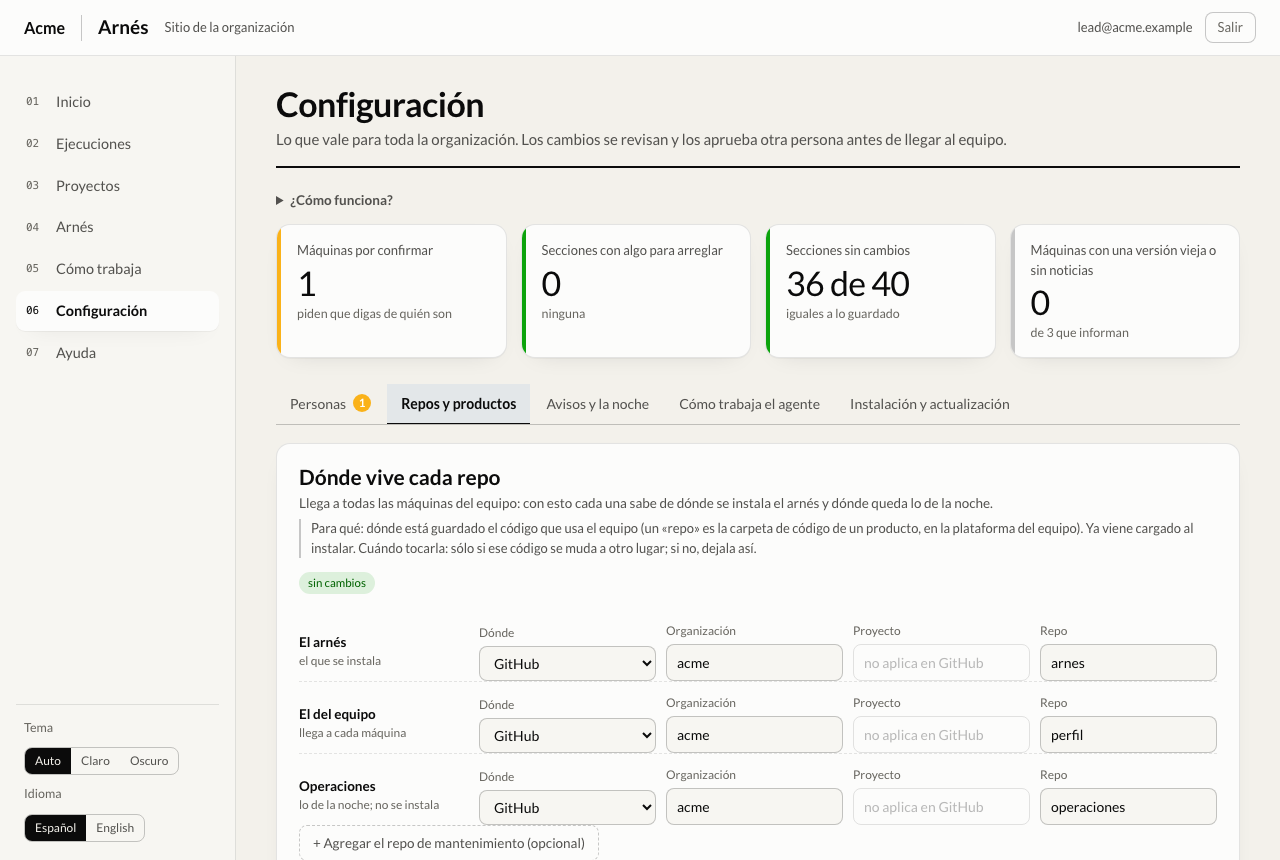 Acme
Arnés
Sitio de la organización
lead@acme.example
Salir
01 Inicio
02 Ejecuciones
03 Proyectos
04 Arnés
05 Cómo trabaja
06 Configuración
07 Ayuda
Tema
Auto Claro Oscuro
Idioma
Español English
Configuración
Lo que vale para toda la organización. Los cambios se revisan y los aprueba otra persona antes de llegar al equipo.
¿Cómo funciona?
Máquinas por confirmar
1
piden que digas de quién son
Secciones con algo para arreglar
0
ninguna
Secciones sin cambios
36 de 40
iguales a lo guardado
Máquinas con una versión vieja o
sin noticias
0
de 3 que informan
Personas 1
Repos y productos
Avisos y la noche
Cómo trabaja el agente
Instalación y actualización
Dónde vive cada repo
Llega a todas las máquinas del equipo: con esto cada una sabe de dónde se instala el arnés y dónde queda lo de la noche.
Para qué: dónde está guardado el código que usa el equipo (un «repo» es la carpeta de código de un producto, en la plataforma del equipo). Ya viene cargado al
instalar. Cuándo tocarla: sólo si ese código se muda a otro lugar; si no, dejala así.
sin cambios
El arnés
el que se instala
Dónde
GitHub
Organización
acme
Proyecto
no aplica en GitHub
Repo
arnes
El del equipo
llega a cada máquina
Dónde
GitHub
Organización
acme
Proyecto
no aplica en GitHub
Repo
perfil
Operaciones
lo de la noche; no se instala
Dónde
GitHub
Organización
acme
Proyecto
no aplica en GitHub
Repo
operaciones
+ Agregar el repo de mantenimiento (opcional)